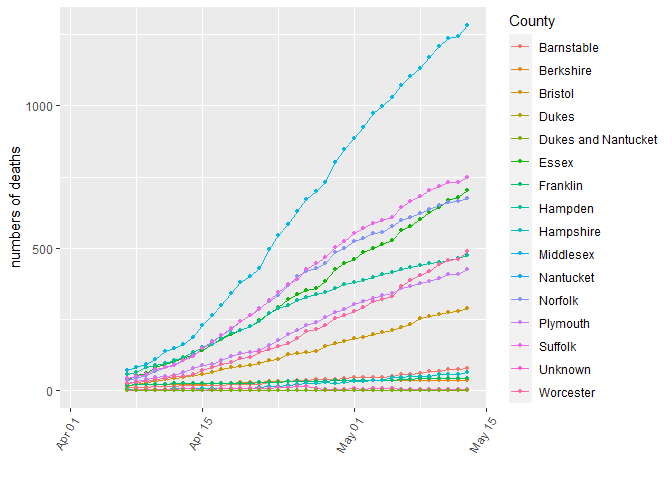 County
Barnstable
Berkshire
Bristol
Dukes
Dukes and Nantucket
Essex
Franklin
Hampden
Hampshire
Middlesex
Nantucket
Norfolk
Plymouth
Suffolk
Unknown
Worcester
numbers of deaths
1000
500
0
Apr 01
Apr 15
May 01
May 15